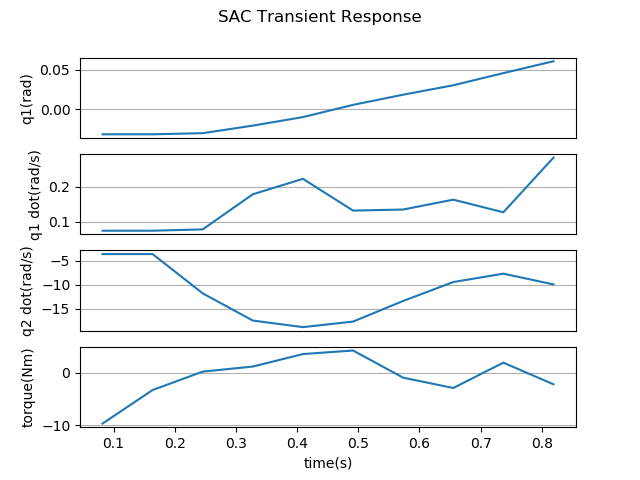 SAC Transient Response
q1(rad)
0.05
0.00
q1 dot(rad/s)
0.2
0.1
q2 dot(rad/s)
−5
−10
−15
torque(Nm)
0
−10
0.1 0.2 0.3 0.4 0.5 0.6 0.7 0.8
time(s)